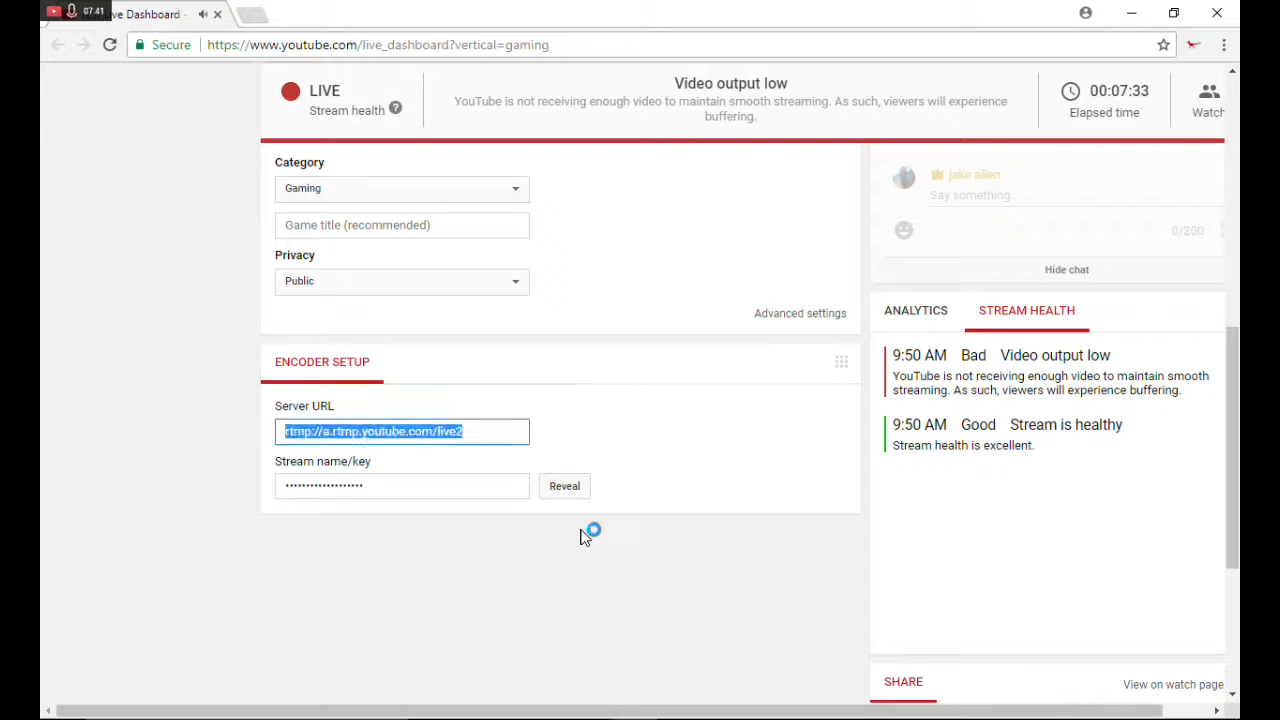 07:41
ve Dashboard -
Secure
https://www.youtube.com/live_dashboard?vertical=gaming
LIVE
Stream health
Video output low
YouTube is not receiving enough video to maintain smooth streaming. As such, viewers will experience
buffering.
00:07:33
Elapsed time
Watch
Category
Gaming
Game title (recommended)
Privacy
Public
Advanced settings
ENCODER SETUP
Server URL
rtmp://a.rtmp.youtube.com/live2
Stream name/key
•••••••••••••••••••
Reveal
jake allen
Say something...
0/200
Hide chat
ANALYTICS
STREAM HEALTH
9:50 AM Bad Video output low
YouTube is not receiving enough video to maintain smooth
streaming. As such, viewers will experience buffering.
9:50 AM Good Stream is healthy
Stream health is excellent.
SHARE
View on watch page